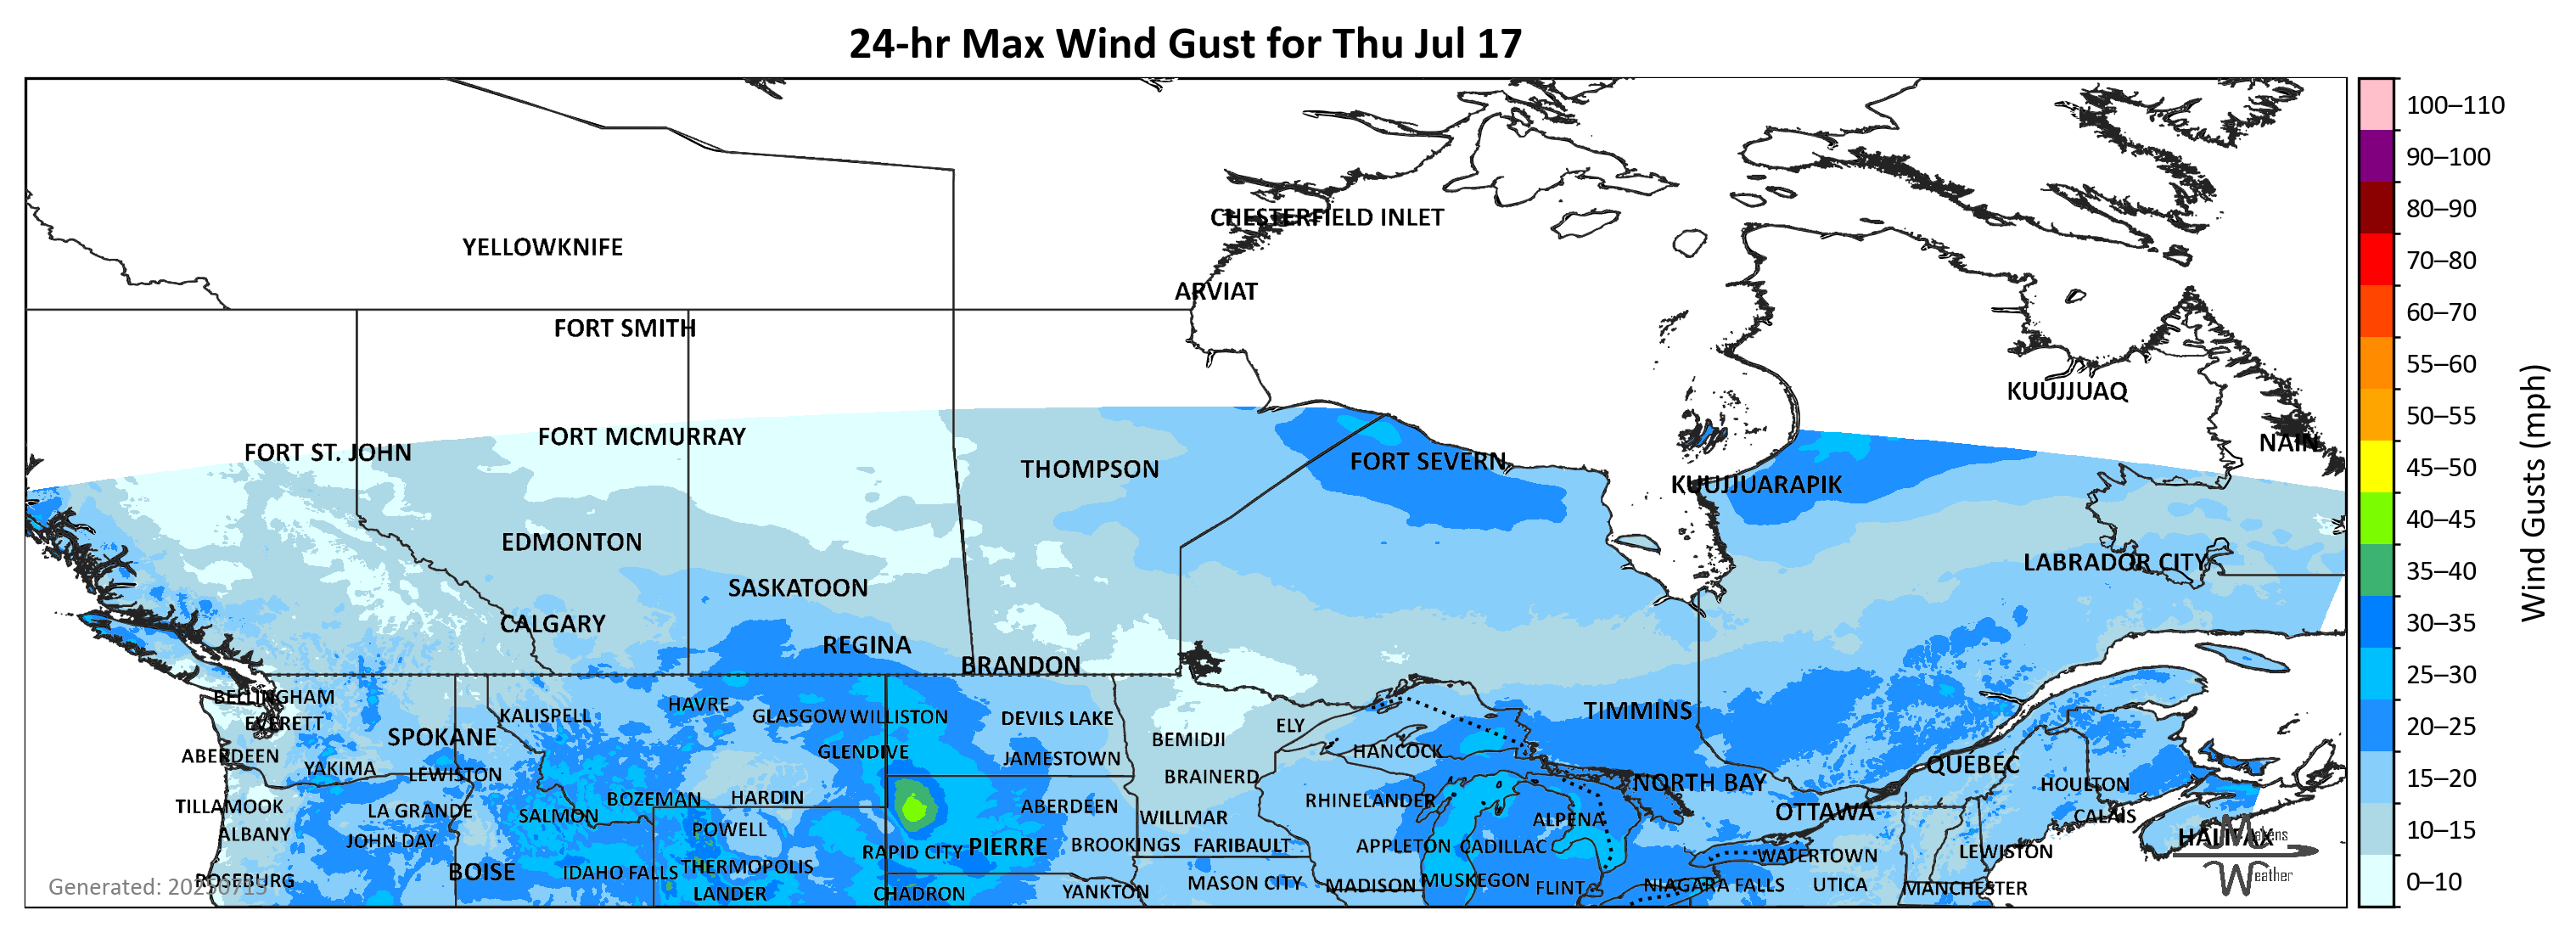 24-hr Max Wind Gust for Thu Jul 17
CHESTERFIELD INLET
YELLOWKNIFE
ARVIAT
FORT SMITH
KUUJJUAQ
FORT MCMURRAY
NAIN
FORT ST. JOHN
FORT SEVERN
THOMPSON
KUUJJUARAPIK
EDMONTON
LABRADOR CITY
SASKATOON
CALGARY
REGINA
BRANDON
BELLINGHAM
HAVRE
TIMMINS
KALISPELL
GLASGOW
WILLISTON
DEVILS LAKE
EVERETT
ELY
SPOKANE
BEMIDJI
HANCOCK
GLENDIVE
ABERDEEN
JAMESTOWN
QUEBEC
YAKIMA
LEWISTON
BRAINERD
NORTH BAY
HOULTON
BOZEMAN
HARDIN
RHINELANDER
TILLAMOOK
ABERDEEN
LA GRANDE
OTTAWA
SALMON
WILLMAR
CALAIS
ALPENA
POWELL
ALBANY
HALIFAX
JOHN DAY
BROOKINGS
FARIBAULT
APPLETON
CADILLAC
PIERRE
RAPID CITY
LEWISTON
WATERTOWN
THERMOPOLIS
BOISE
IDAHO FALLS
ROSEBURG
MUSKEGON
MASON CITY
MADISON
NIAGARA FALLS
UTICA
FLINT
MANCHESTER
YANKTON
LANDER
CHADRON
Weather
100–110
90–100
80–90
70–80
60–70
55–60
50–55
45–50
40–45
35–40
30–35
25–30
20–25
15–20
10–15
0–10
Wind Gusts (mph)